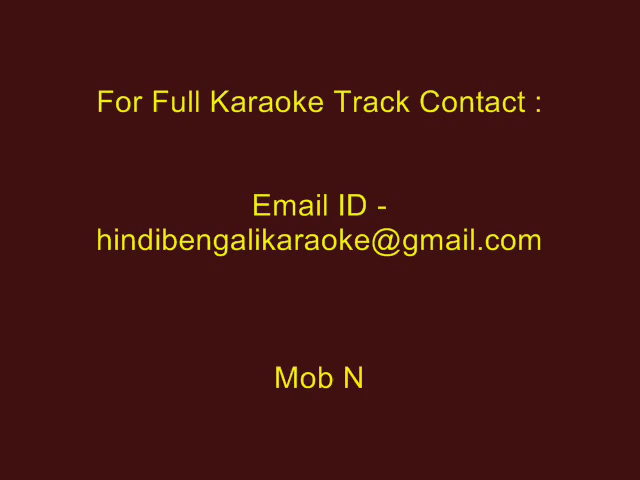 For Full Karaoke Track Contact :
Email ID -
hindibengalikaraoke@gmail.com
Mob N